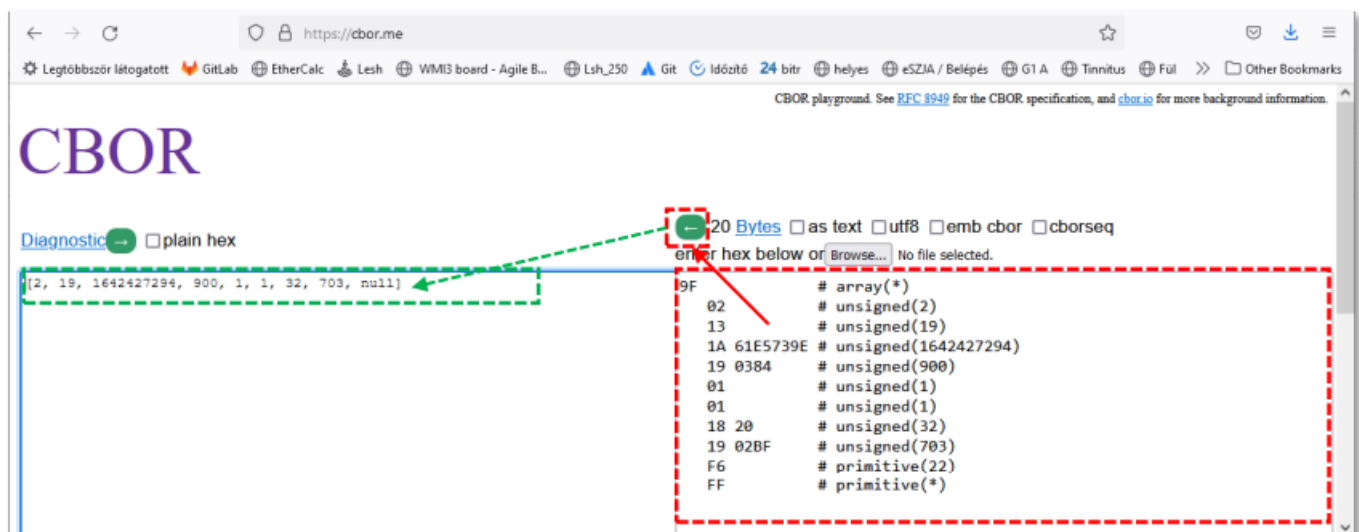 https://cbor.me
Legtöbbször látogatott GitLab EtherCalc Lesh WMI3 board - Agile B... Lsh_250 Git Időzítő 24 bitr helyes eSZJA / Belépés G1 A Tinnitus Fül Other Bookmarks
CBOR playground. See RFC 8949 for the CBOR specification, and cbor.io for more background information.
CBOR
Diagnostic → plain hex
← 20 Bytes as text utf8 emb cbor cborseq
enter hex below or Browse... No file selected.
[2, 19, 1642427294, 900, 1, 1, 32, 703, null]
9F # array(*)
02 # unsigned(2)
13 # unsigned(19)
1A 61E5739E # unsigned(1642427294)
19 0384 # unsigned(900)
01 # unsigned(1)
01 # unsigned(1)
18 20 # unsigned(32)
19 02BF # unsigned(703)
F6 # primitive(22)
FF # primitive(*)